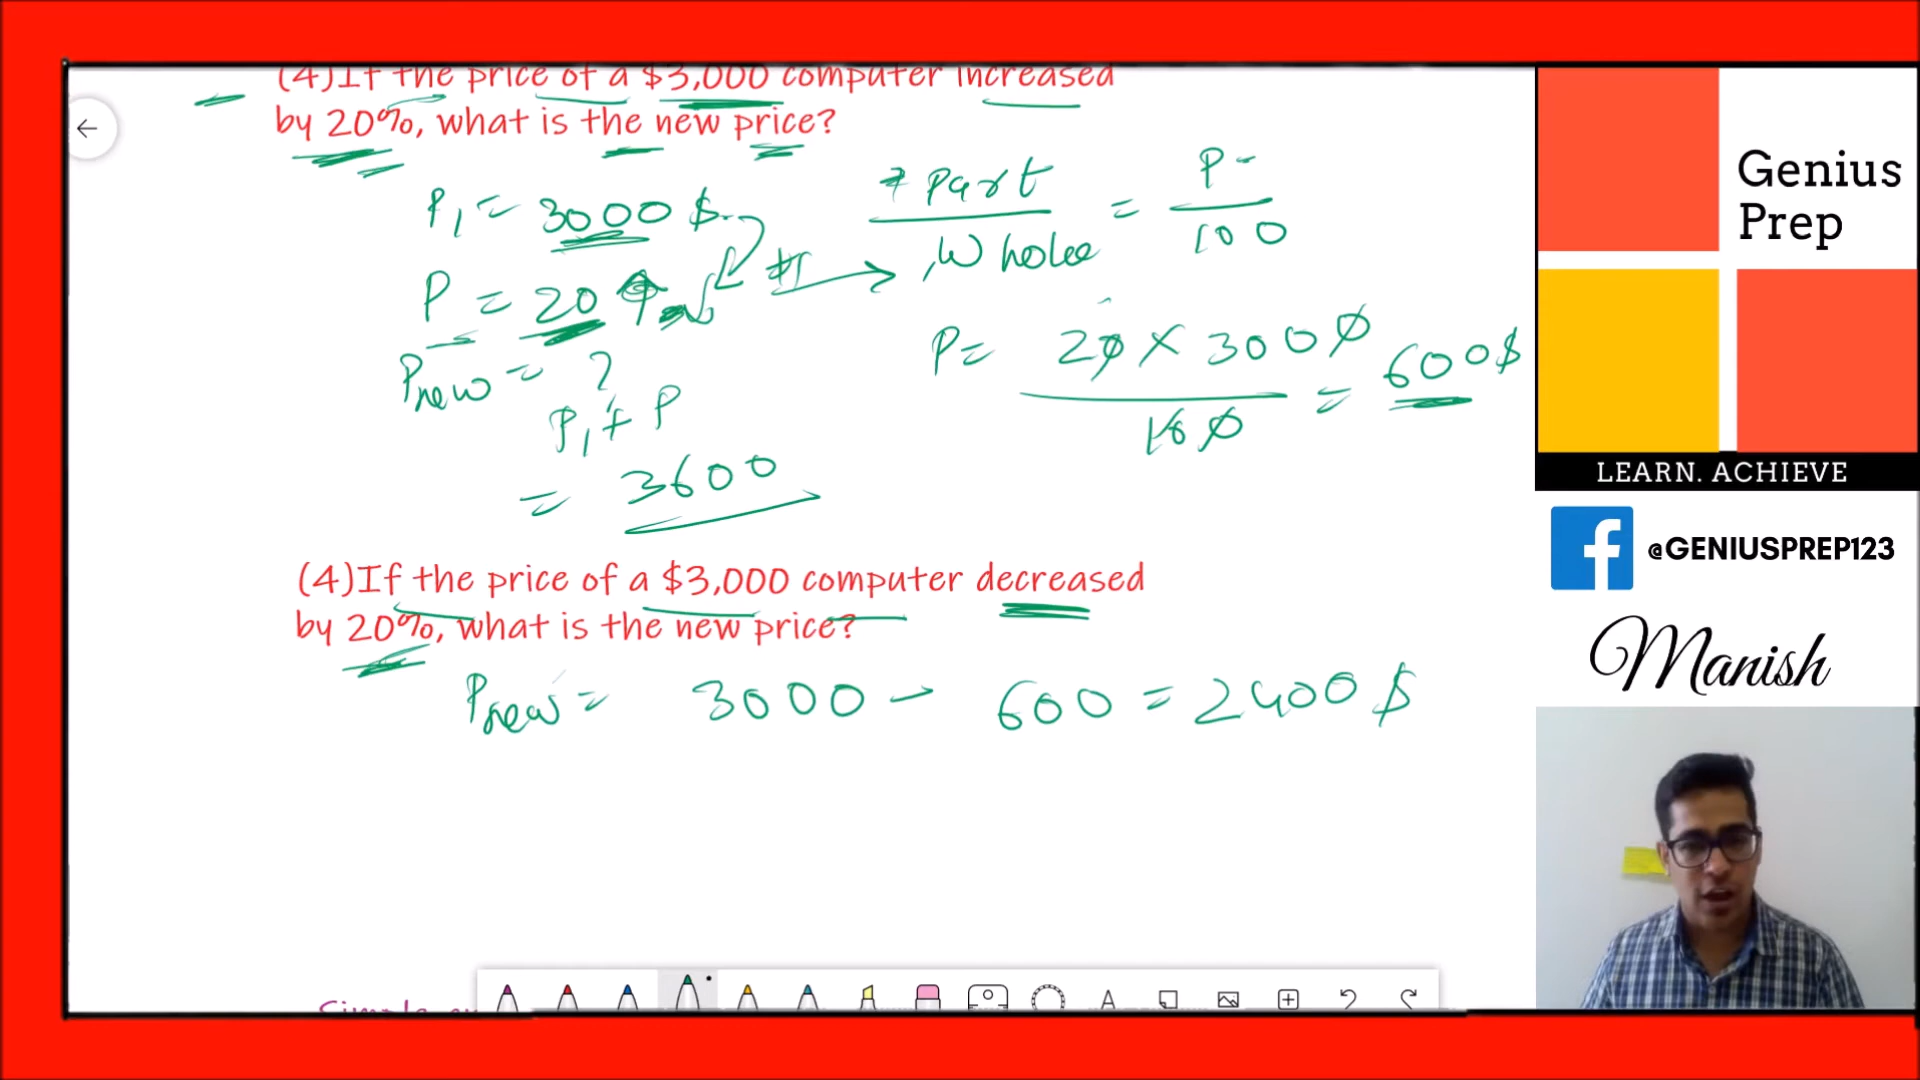 (4)If the price of a $3,000 computer increased
by 20%, what is the new price?
P1 = 3000 $
Part
Whole
= P
100
P = 20
Pnew = ?
P1 + P
= 3600
P = 20 X 3000
100
= 600$
(4)If the price of a $3,000 computer decreased
by 20%, what is the new price?
Pnew = 3000 - 600 = 2400 $
Genius
Prep
LEARN. ACHIEVE
@GENIUSPREP123
Manish